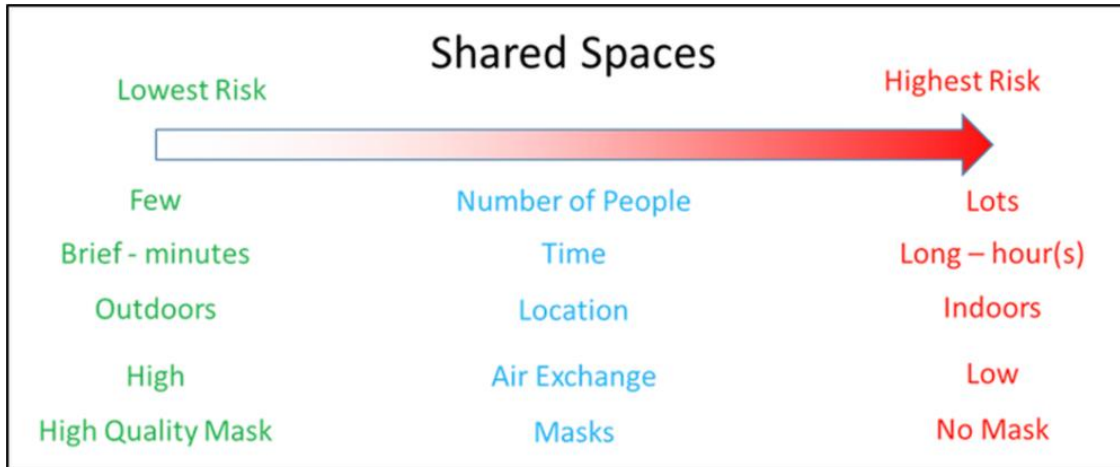 Shared Spaces
Lowest Risk
Highest Risk
Few Number of People Lots
Brief - minutes Time Long – hour(s)
Outdoors Location Indoors
High Air Exchange Low
High Quality Mask Masks No Mask